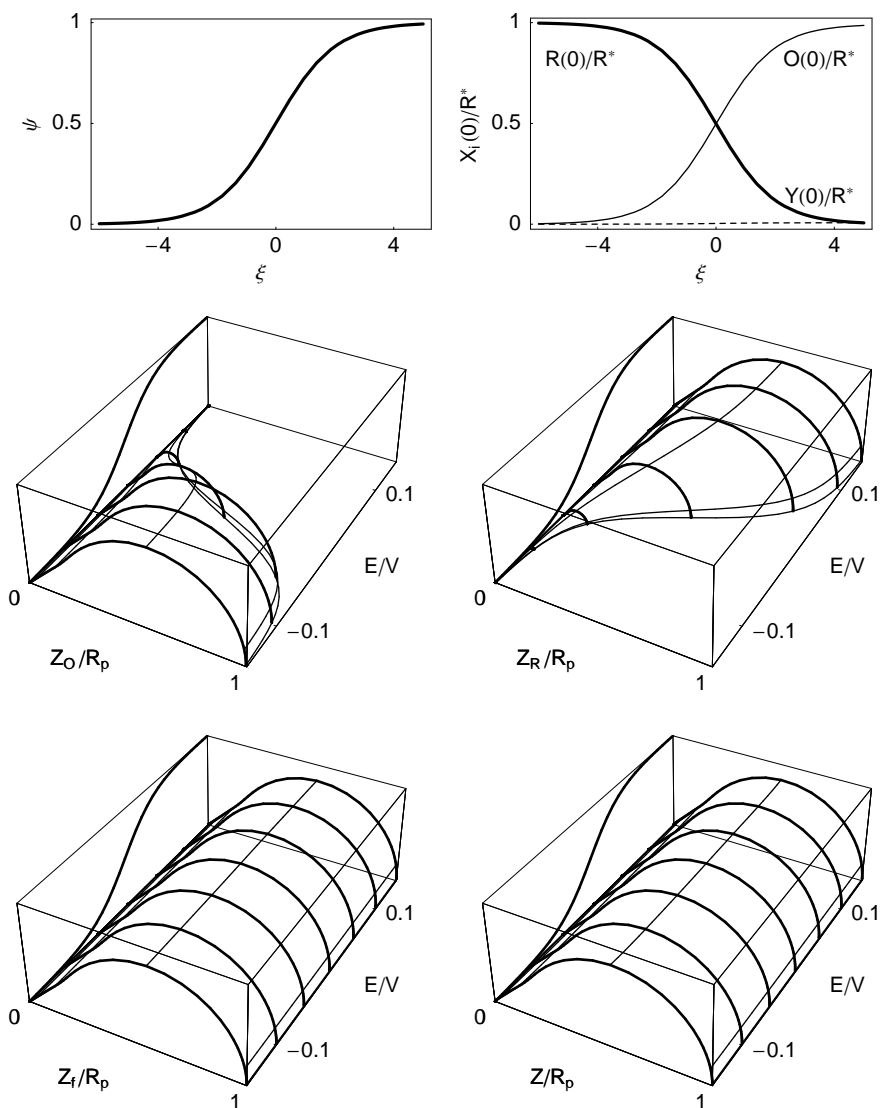 1
0.5
0
ψ
−4
0
4
ξ
1
0.5
0
X_i(0)/R*
R(0)/R*
O(0)/R*
Y(0)/R*
−4
0
4
ξ
0
1
Z_O/R_p
−0.1
0.1
E/V
0
1
Z_R/R_p
−0.1
0.1
E/V
0
1
Z_f/R_p
−0.1
0.1
E/V
0
1
Z/R_p
−0.1
0.1
E/V